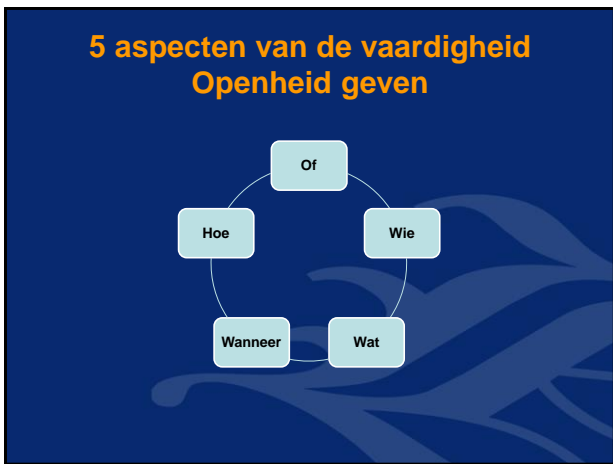 5 aspecten van de vaardigheid
Openheid geven
Of
Wie
Wat
Wanneer
Hoe